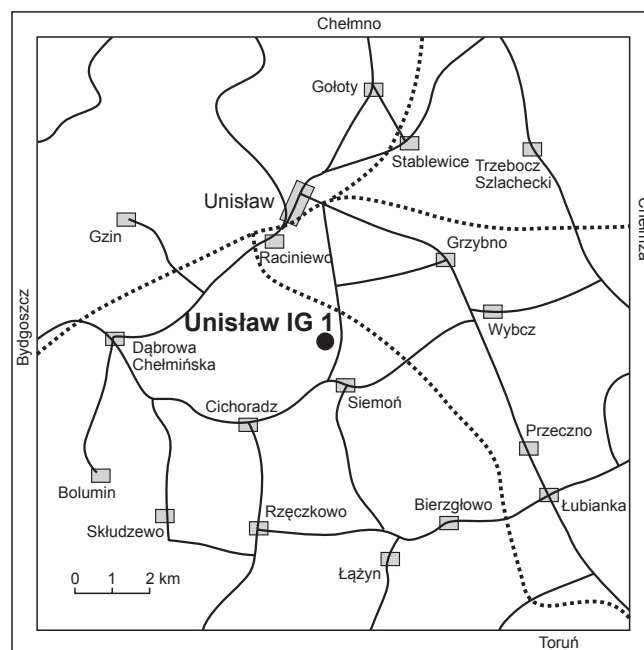 Chełmno
Gołoty
Stablewice
Trzebocz
Szlachecki
Unisław
Gzin
Raciniewo
Grzybno
Chełmża
Bydgoszcz
Unisław IG 1
Wybcz
Dąbrowa
Chełmińska
Siemoń
Cichoradz
Przeczno
Bolumin
Skłudzewo
Rzęczkowo
Bierzgłowo
Łubianka
Łążyn
0 1 2 km
Toruń